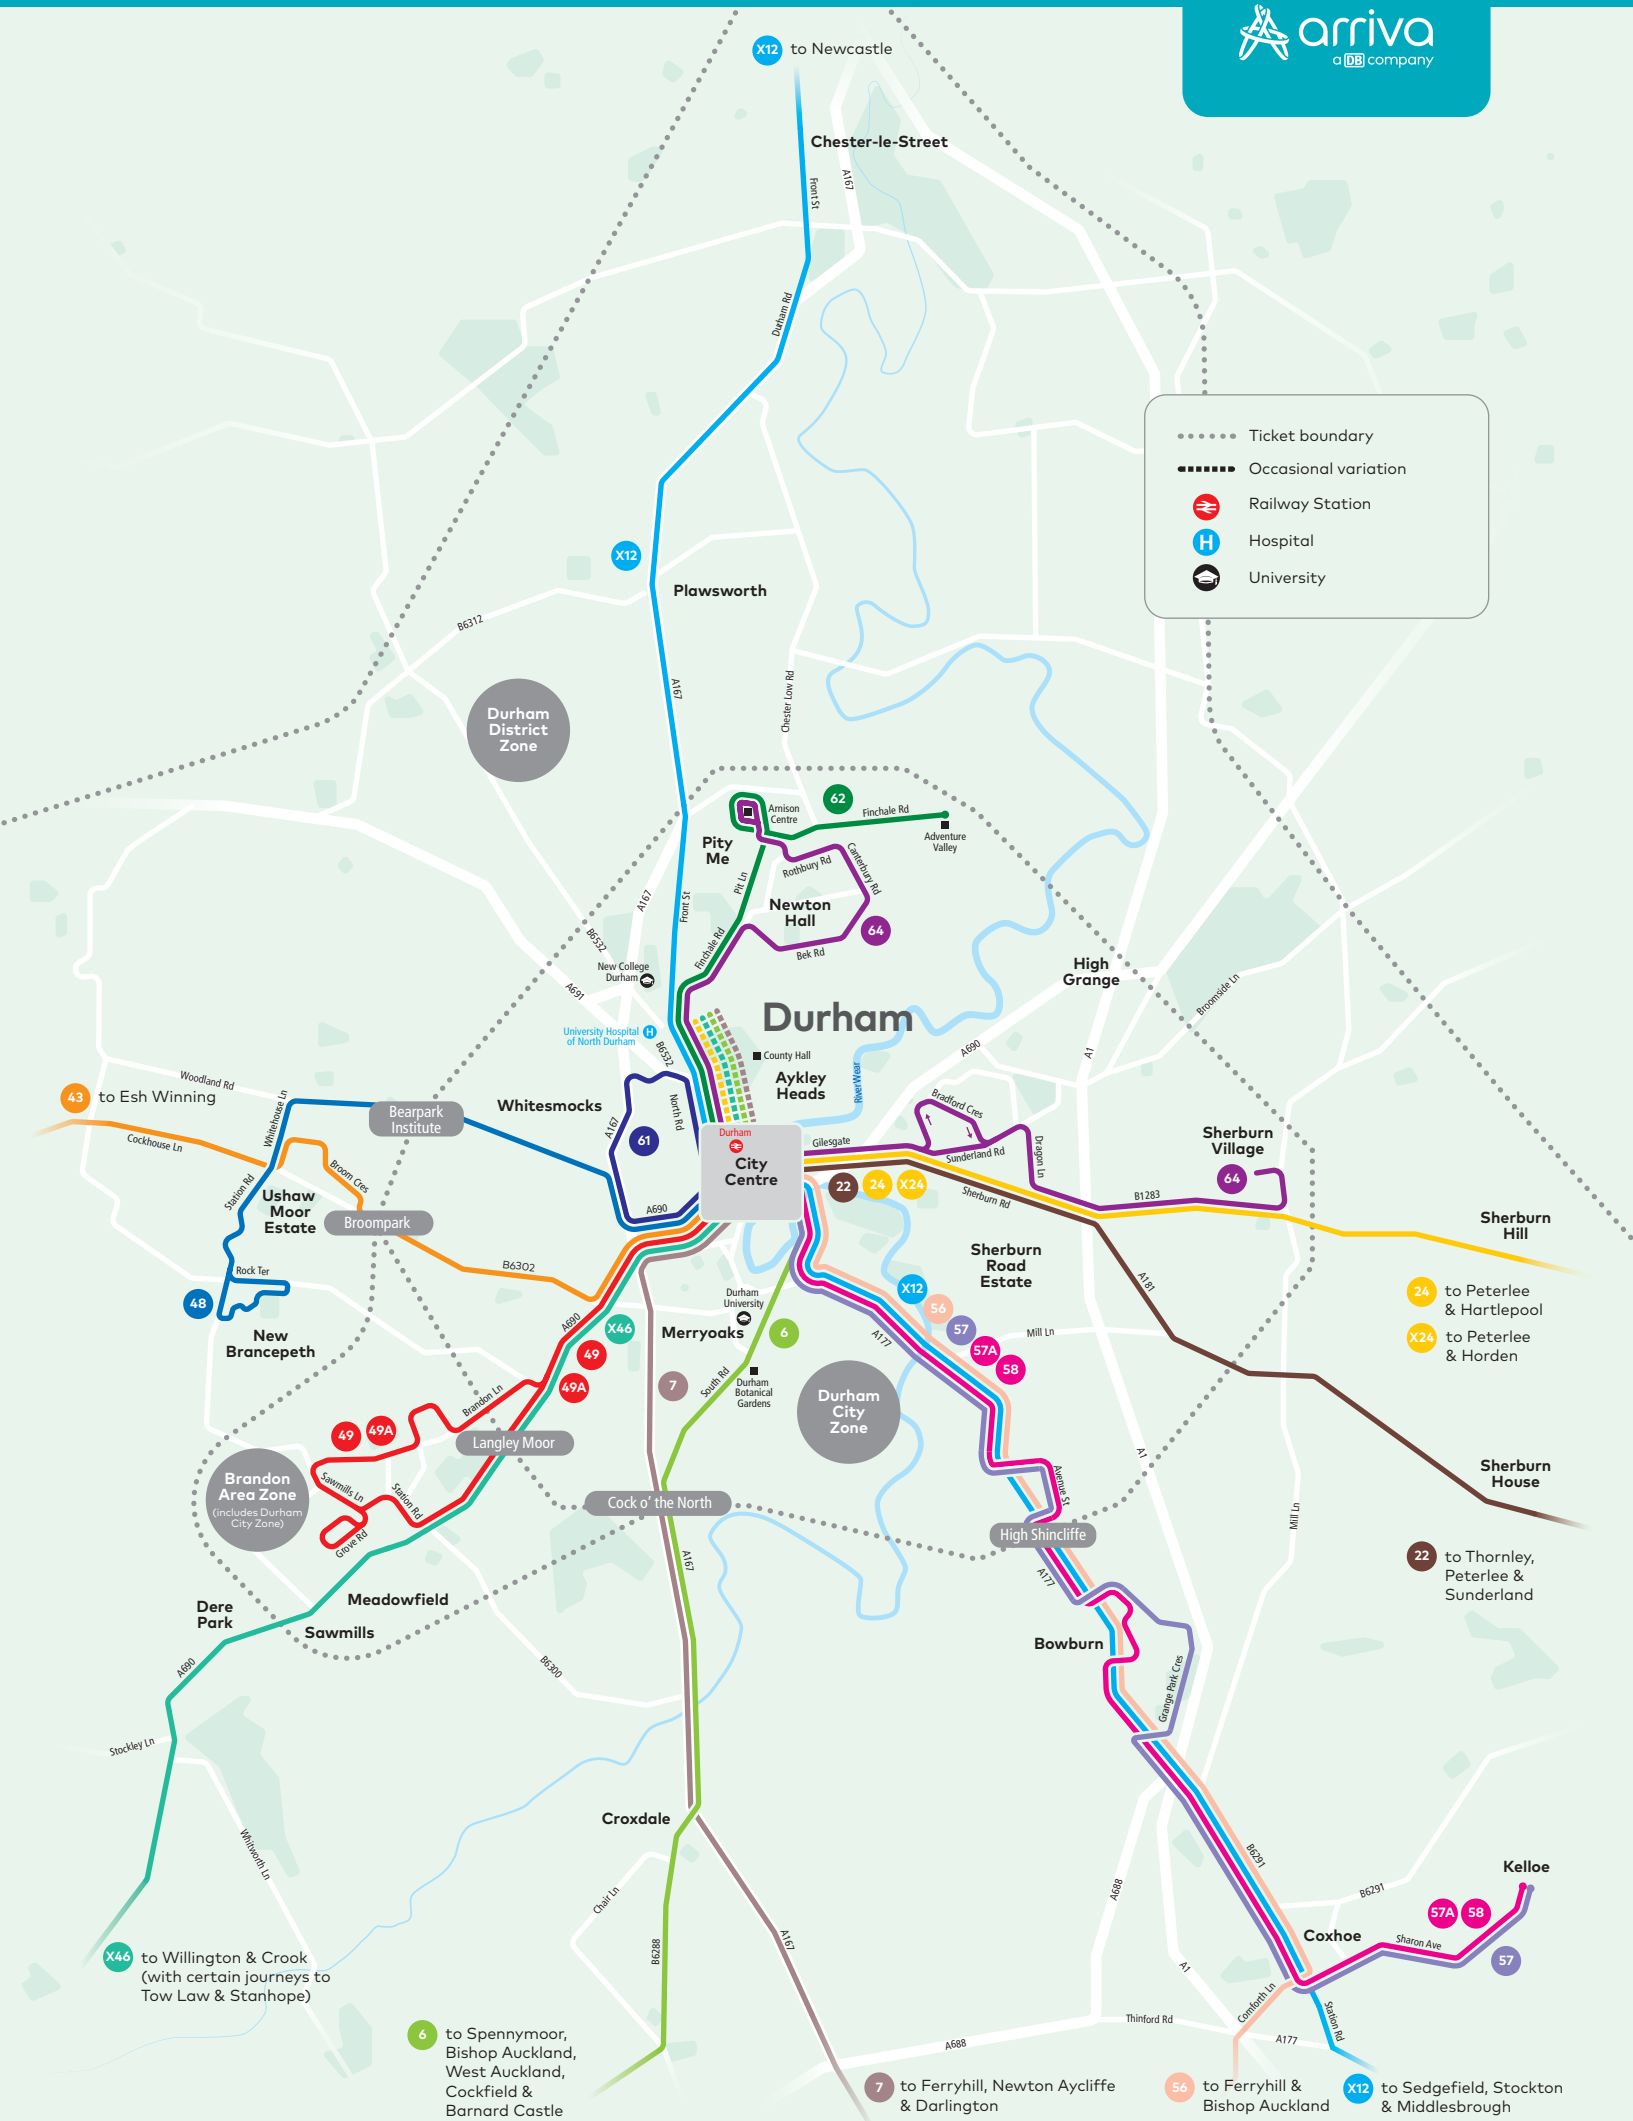 arriva
a DB company
X12 to Newcastle
Chester-le-Street
A167
Front St
Durham Rd
Ticket boundary
Occasional variation
Railway Station
H Hospital
University
X12
Plawsworth
B6312
A167
Chester Low Rd
Durham
District
Zone
62
Arnison
Centre
Finchale Rd
Adventure
Valley
Pity
Me
Rothbury Rd
Canterbury Rd
Pit Ln
A167
Front St
Newton
Hall
64
Bek Rd
Finchale Rd
B6532
New College
Durham
A691
High
Grange
Broomside Ln
Durham
University Hospital
of North Durham
H
B6532
County Hall
A690
A1
River Wear
Aykley
Heads
Woodland Rd
43 to Esh Winning
Whitehouse Ln
Bearpark
Institute
Whitesmocks
A167
North Rd
61
Bradford Cres
Cockhouse Ln
Durham
City
Centre
Gilesgate
Sunderland Rd
Dragon Ln
Sherburn
Village
64
Broom Cres
Station Rd
Ushaw
Moor
Estate
Broompark
A690
22
24
X24
Sherburn Rd
B1283
Sherburn
Hill
B6302
Rock Ter
48
Sherburn
Road
Estate
A181
24 to Peterlee
& Hartlepool
X24 to Peterlee
& Horden
New
Brancepeth
A690
X46
49
49A
Durham
University
Merryoaks
6
X12
56
57
57A
58
A177
Mill Ln
7
South Rd
Durham
Botanical
Gardens
Durham
City
Zone
Brandon Ln
49
49A
Langley Moor
A1
Brandon
Area Zone
(includes Durham
City Zone)
Sawmills Ln
Station Rd
Grove Rd
Cock o’ the North
Avenue St
High Shincliffe
Mill Ln
Sherburn
House
22 to Thornley,
Peterlee &
Sunderland
A167
A177
Meadowfield
Dere
Park
Sawmills
Bowburn
A690
B6300
Grange Park Cres
Stockley Ln
Croxdale
Whitworth Ln
B6291
Kelloe
Chair Ln
A688
B6291
57A
58
Coxhoe
Sharon Ave
57
B6288
A167
A1
X46 to Willington & Crook
(with certain journeys to
Tow Law & Stanhope)
Comforth Ln
Station Rd
Thinford Rd
A177
A688
6 to Spennymoor,
Bishop Auckland,
West Auckland,
Cockfield &
Barnard Castle
7 to Ferryhill, Newton Aycliffe
& Darlington
56 to Ferryhill &
Bishop Auckland
X12 to Sedgefield, Stockton
& Middlesbrough